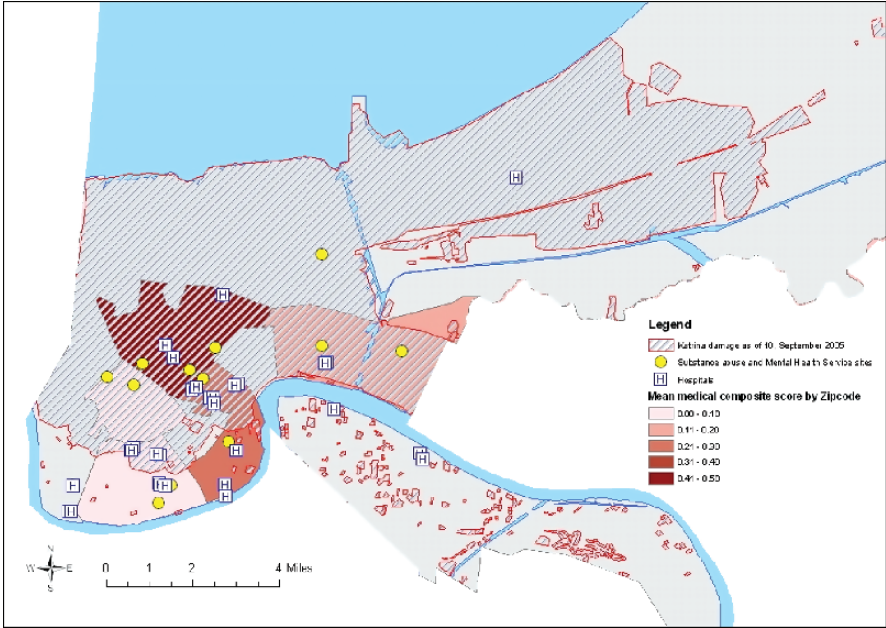 Legend
Katrina damage as of 10. September 2005
Substance abuse and Mental Health Service sites
H Hospitals
Mean medical composite score by Zipcode
0.00 - 0.10
0.11 - 0.20
0.21 - 0.30
0.31 - 0.40
0.41 - 0.50
N
W E
S
0 1 2 4 Miles